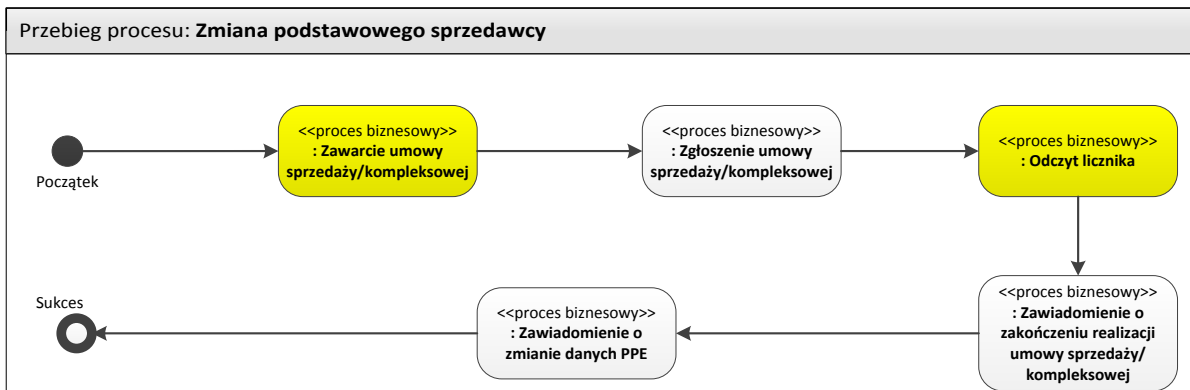 Przebieg procesu: Zmiana podstawowego sprzedawcy
Początek
<<proces biznesowy>>
: Zawarcie umowy
sprzedaży/kompleksowej
<<proces biznesowy>>
: Zgłoszenie umowy
sprzedaży/kompleksowej
<<proces biznesowy>>
: Odczyt licznika
<<proces biznesowy>>
: Zawiadomienie o
zakończeniu realizacji
umowy sprzedaży/
kompleksowej
<<proces biznesowy>>
: Zawiadomienie o
zmianie danych PPE
Sukces